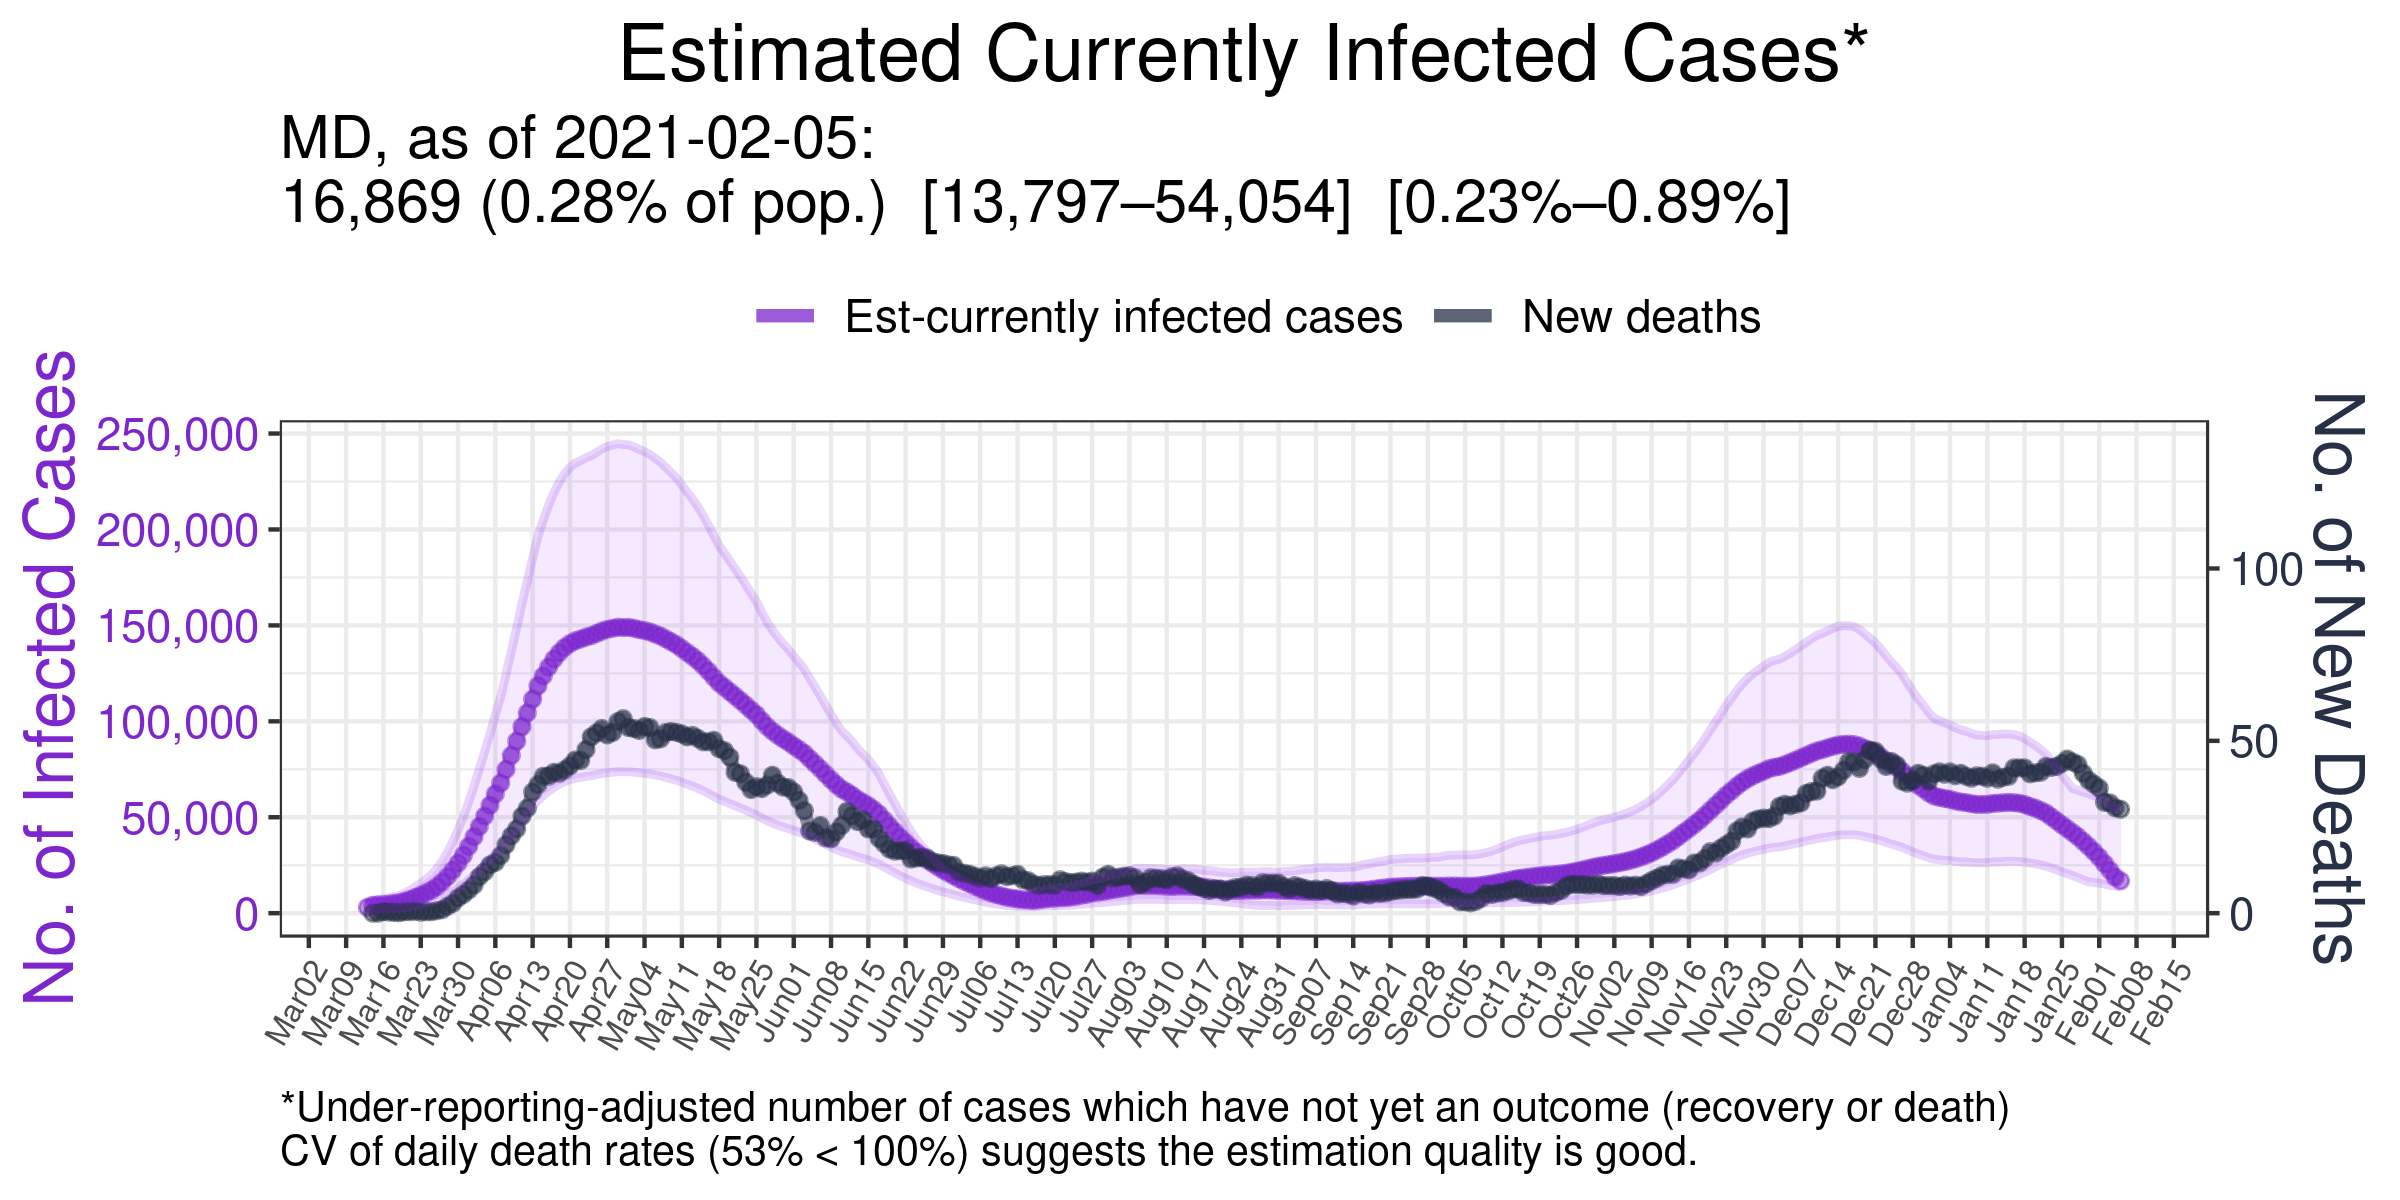 Estimated Currently Infected Cases*
MD, as of 2021-02-05:
16,869 (0.28% of pop.) [13,797–54,054] [0.23%–0.89%]
Est-currently infected cases New deaths
No. of Infected Cases
250,000
200,000
150,000
100,000
50,000
0
100
50
0
No. of New Deaths
Mar02
Mar09
Mar16
Mar23
Mar30
Apr06
Apr13
Apr20
Apr27
May04
May11
May18
May25
Jun01
Jun08
Jun15
Jun22
Jun29
Jul06
Jul13
Jul20
Jul27
Aug03
Aug10
Aug17
Aug24
Aug31
Sep07
Sep14
Sep21
Sep28
Oct05
Oct12
Oct19
Oct26
Nov02
Nov09
Nov16
Nov23
Nov30
Dec07
Dec14
Dec21
Dec28
Jan04
Jan11
Jan18
Jan25
Feb01
Feb08
Feb15
*Under-reporting-adjusted number of cases which have not yet an outcome (recovery or death)
CV of daily death rates (53% < 100%) suggests the estimation quality is good.